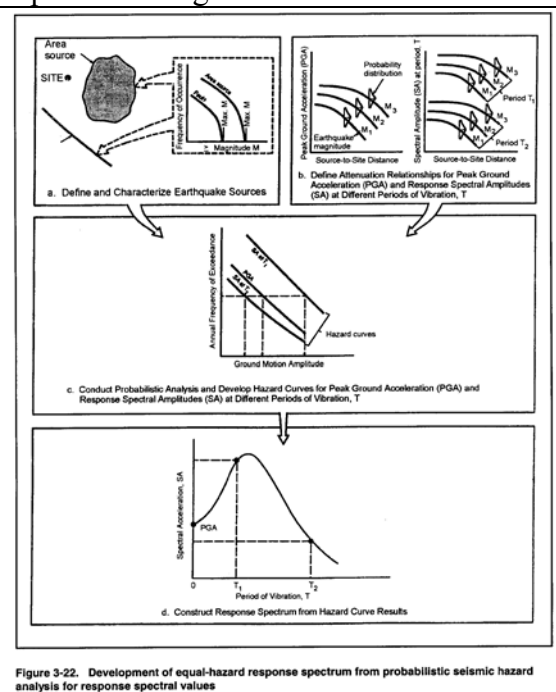 Area
source
SITE
Frequency of Occurrence
Area source
Fault
Max. M
Max. M
Magnitude M
a. Define and Characterize Earthquake Sources
Peak Ground Acceleration (PGA)
Probability
distribution
M3
M2
M1
Earthquake
magnitude
Source-to-Site Distance
Spectral Amplitude (SA) at period, T
M3
M2
M1
Period T1
M3
M2
M1
Period T2
Source-to-Site Distance
b. Define Attenuation Relationships for Peak Ground
Acceleration (PGA) and Response Spectral Amplitudes
(SA) at Different Periods of Vibration, T
Annual Frequency of Exceedance
SA at T1
PGA
SA at T2
Hazard curves
Ground Motion Amplitude
c. Conduct Probabilistic Analysis and Develop Hazard Curves for Peak Ground Acceleration (PGA) and
Response Spectral Amplitudes (SA) at Different Periods of Vibration, T
Spectral Acceleration, SA
PGA
0
T1
T2
Period of Vibration, T
d. Construct Response Spectrum from Hazard Curve Results
Figure 3-22. Development of equal-hazard response spectrum from probabilistic seismic hazard
analysis for response spectral values